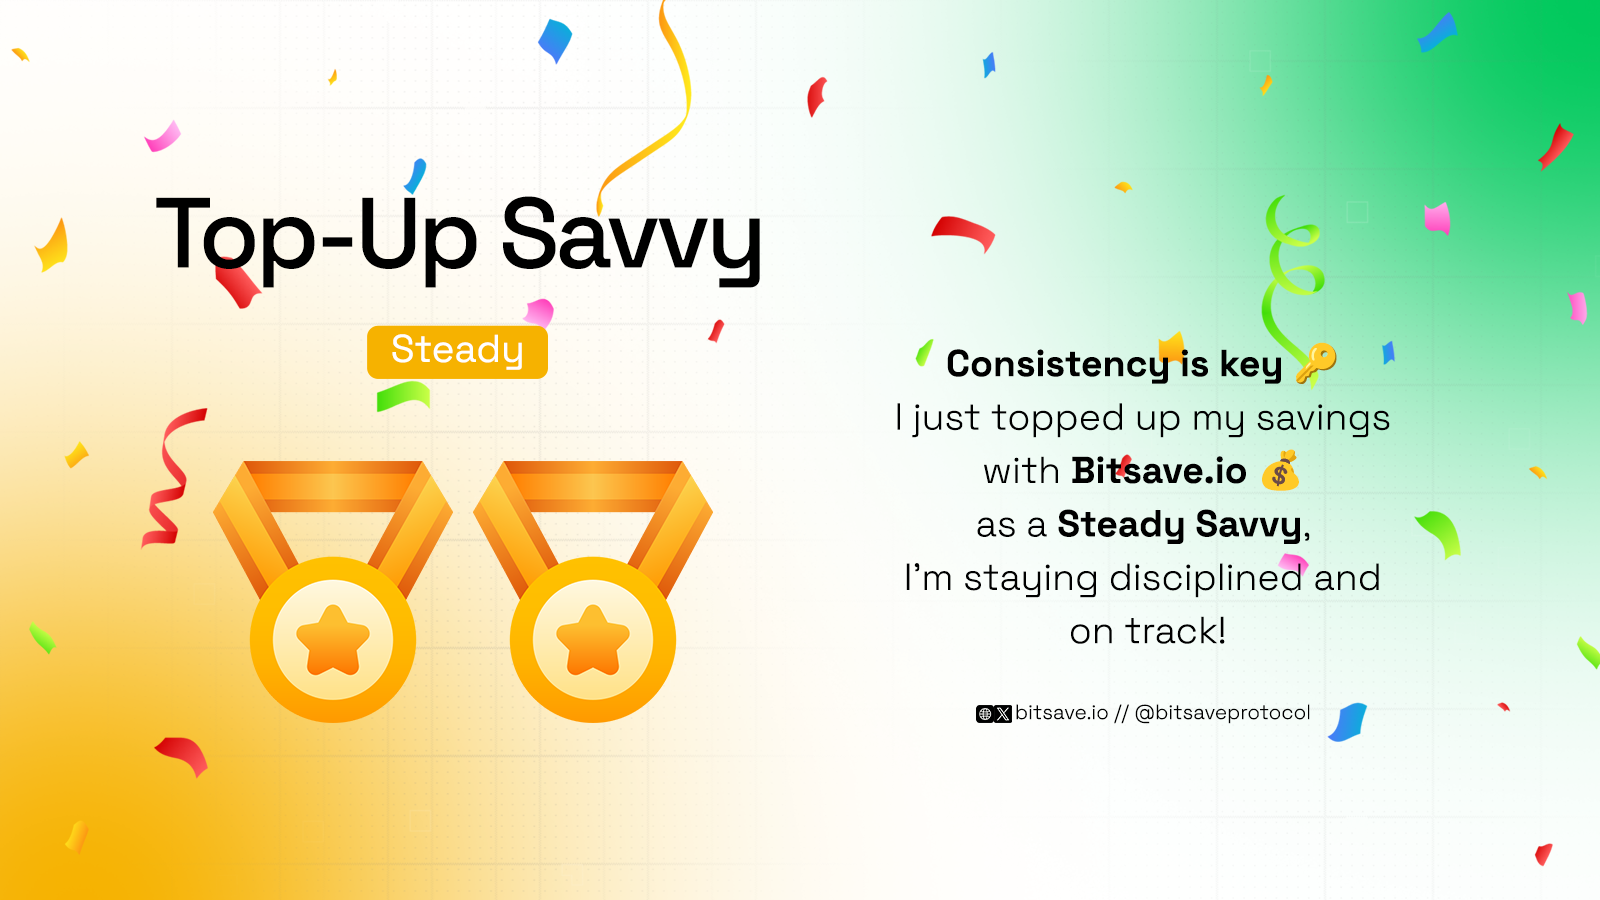 Top-Up Savvy
Steady
Consistency is key 🔑
I just topped up my savings
with Bitsave.io 💰
as a Steady Savvy,
I'm staying disciplined and
on track!
bitsave.io // @bitsaveprotocol